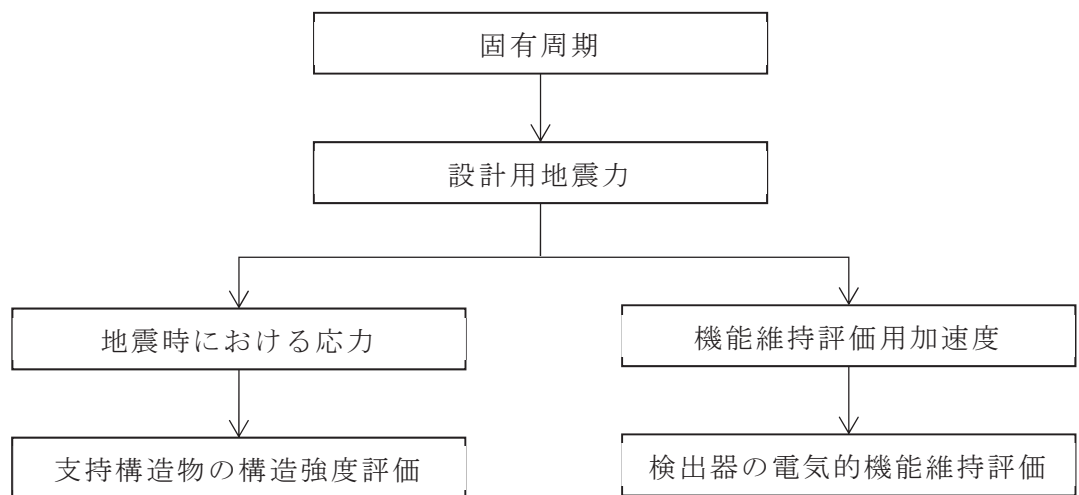 固有周期
設計用地震力
地震時における応力
機能維持評価用加速度
支持構造物の構造強度評価
検出器の電気的機能維持評価